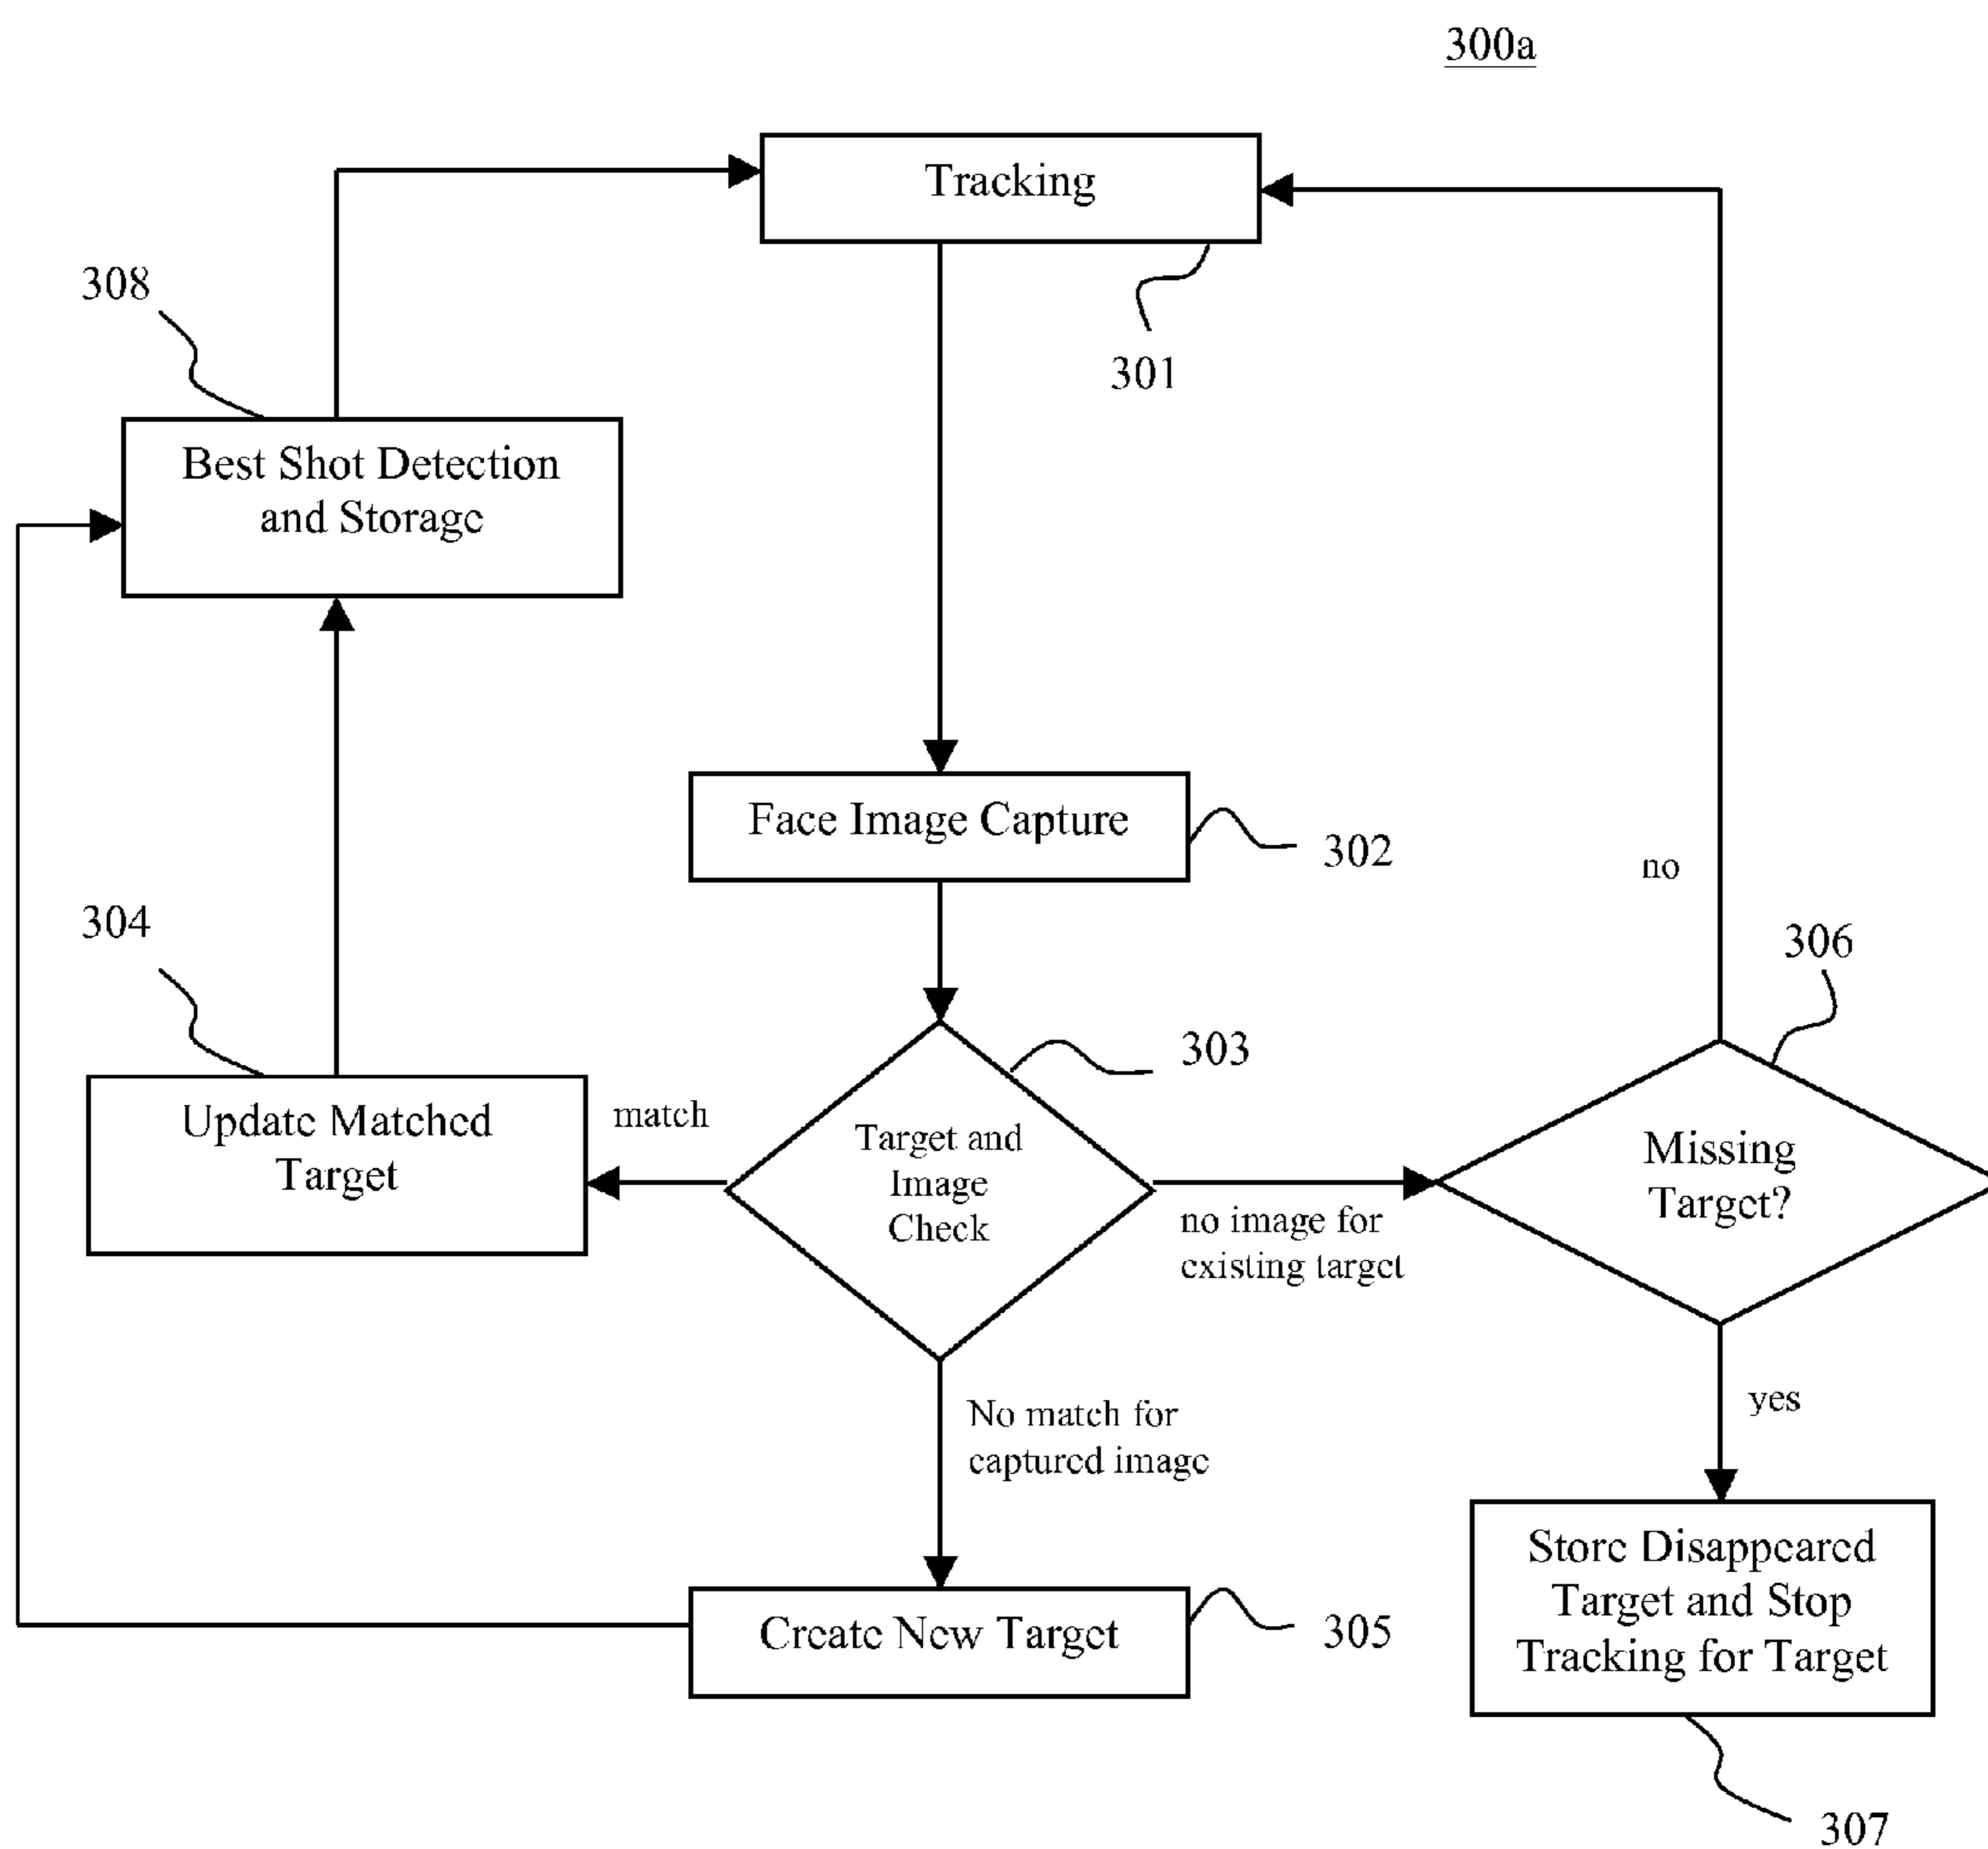 300a
Tracking
301
308
Best Shot Detection
and Storage
Face Image Capture
302
no
304
306
303
Update Matched
Target
match
Target and
Image
Check
no image for
existing target
Missing
Target?
No match for
captured image
yes
Create New Target
305
Store Disappeared
Target and Stop
Tracking for Target
307